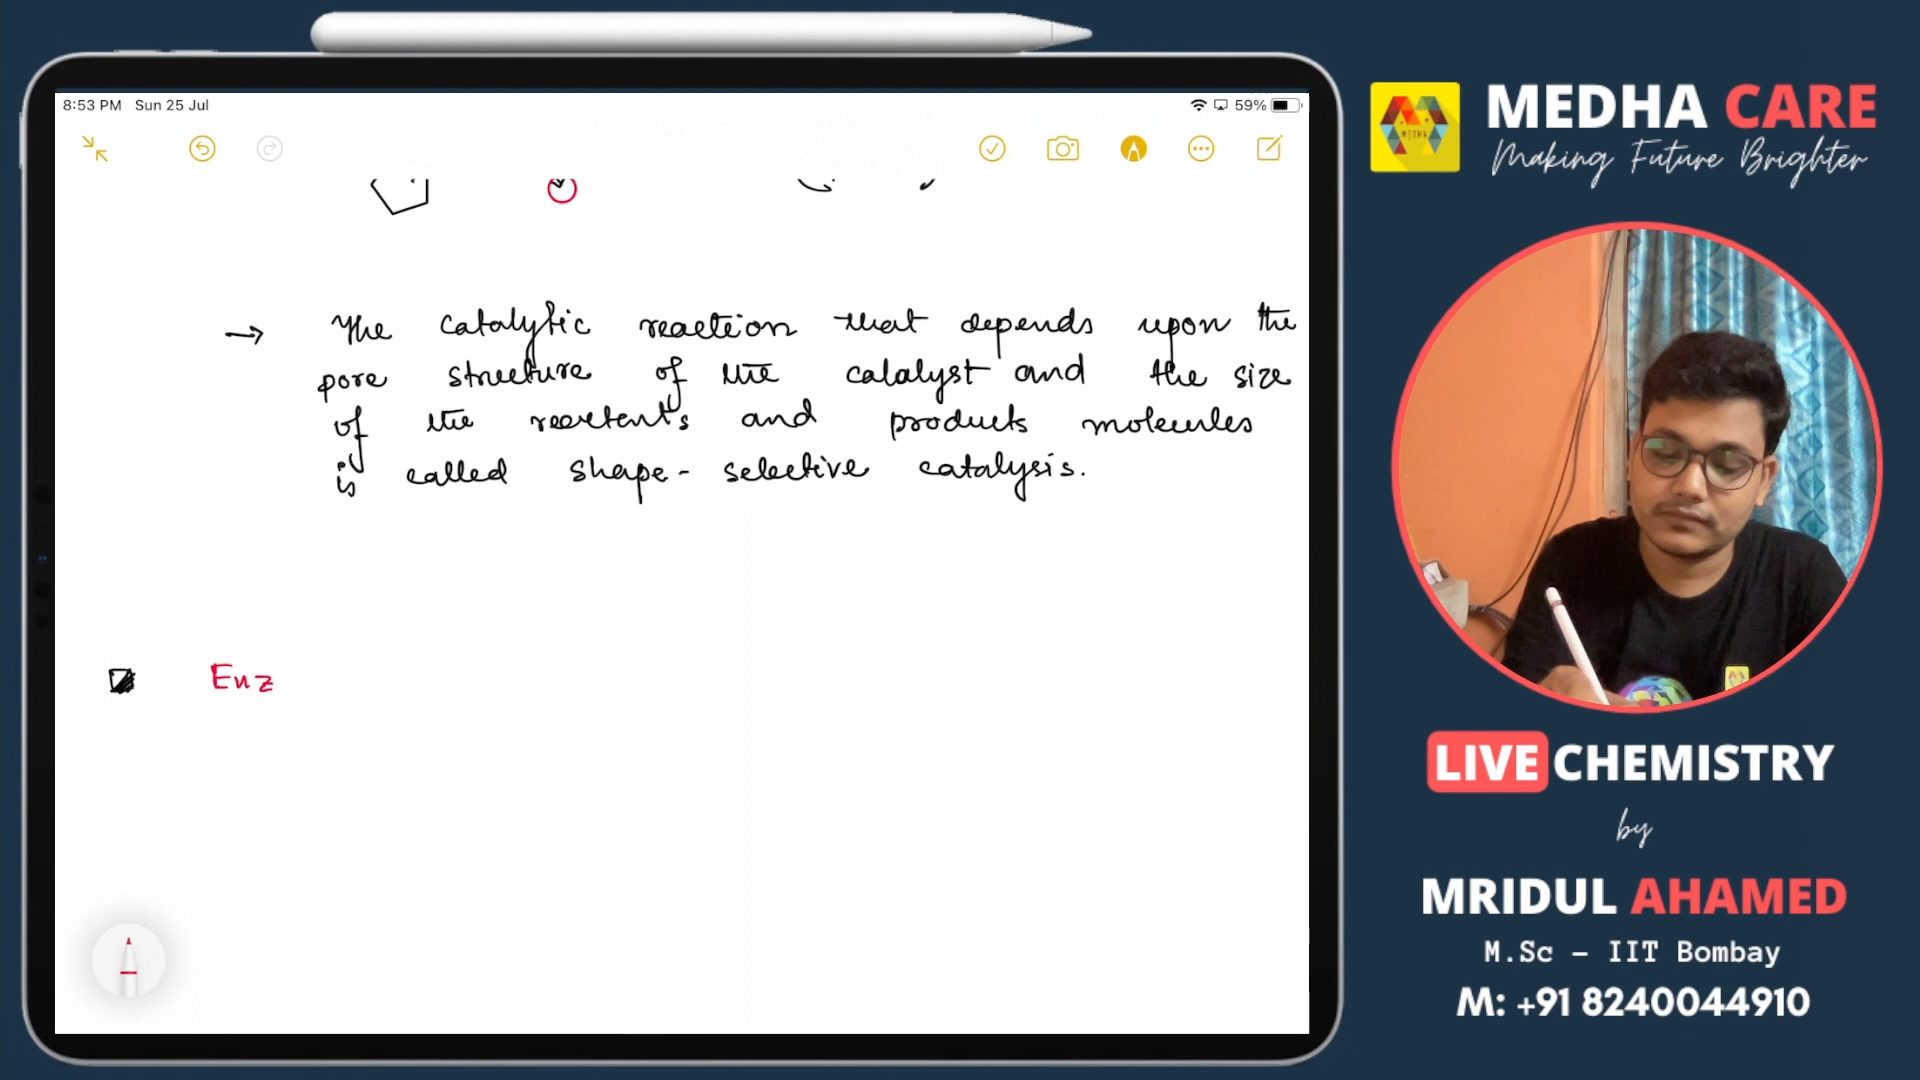 8:53 PM Sun 25 Jul
59%
→ The catalytic reaction that depends upon the
pore structure of the catalyst and the size
of the reactents and products molecules
is called shape- selective catalysis.
Enz
MEDHA CARE
Making Future Brighter
MEDHA
LIVE CHEMISTRY
by
MRIDUL AHAMED
M.Sc – IIT Bombay
M: +91 8240044910